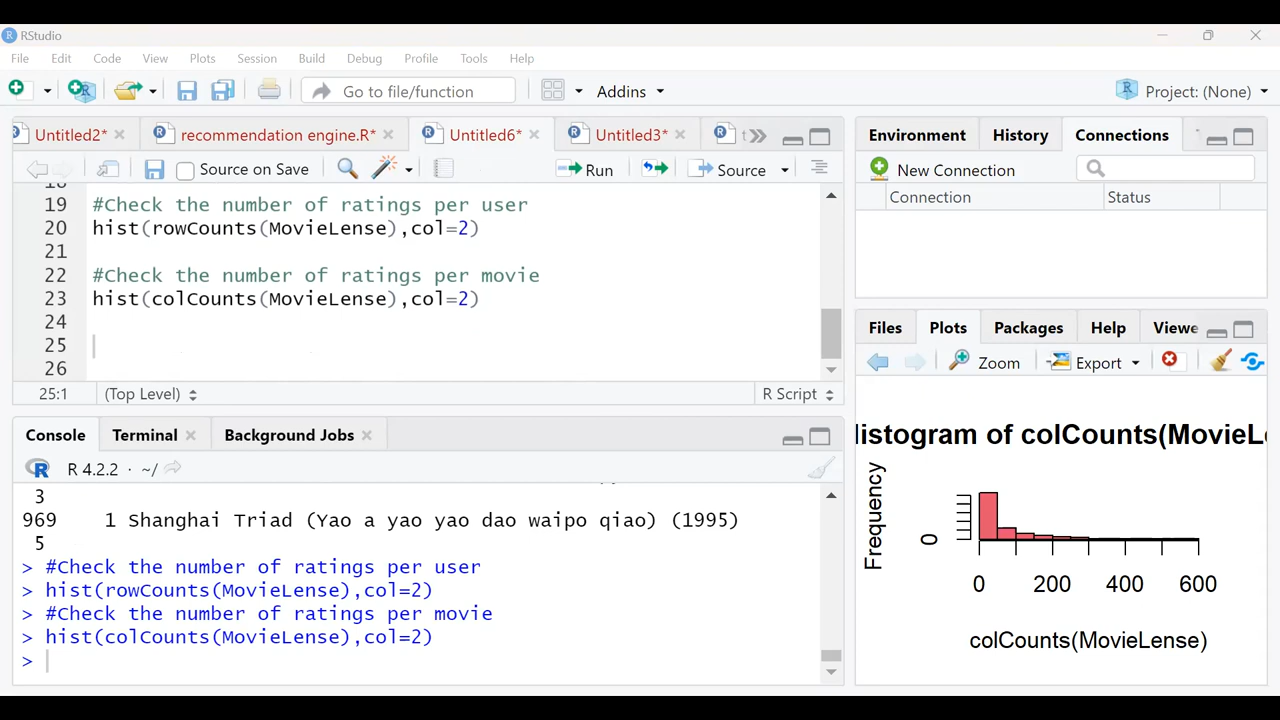 RStudio
File Edit Code View Plots Session Build Debug Profile Tools Help
Go to file/function Addins Project: (None)
Untitled2* recommendation engine.R* Untitled6* Untitled3* t
Source on Save Run Source
18
19 #Check the number of ratings per user
20 hist(rowCounts(MovieLense),col=2)
21
22 #Check the number of ratings per movie
23 hist(colCounts(MovieLense),col=2)
24
25
26
25:1 (Top Level) R Script
Console Terminal Background Jobs
R 4.2.2 · ~/
3
969 1 Shanghai Triad (Yao a yao yao dao waipo qiao) (1995)
5
> #Check the number of ratings per user
> hist(rowCounts(MovieLense),col=2)
> #Check the number of ratings per movie
> hist(colCounts(MovieLense),col=2)
>
Environment History Connections
New Connection
Connection Status
Files Plots Packages Help Viewe
Zoom Export
istogram of colCounts(MovieL
Frequency
0
0 200 400 600
colCounts(MovieLense)